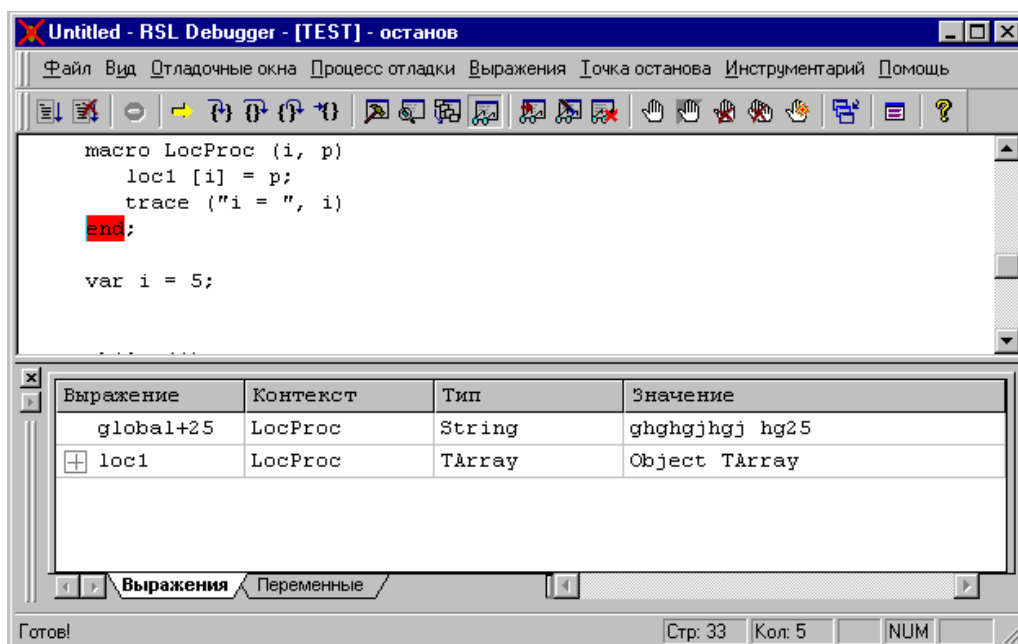 Untitled - RSL Debugger - [TEST] - останов
Файл Вид Отладочные окна Процесс отладки Выражения Точка останова Инструментарий Помощь
macro LocProc (i, p)
loc1 [i] = p;
trace ("i = ", i)
end;
var i = 5;
Выражение Контекст Тип Значение
global+25 LocProc String ghghgjhgj hg25
loc1 LocProc TArray Object TArray
Выражения Переменные
Готов! Стр: 33 Кол: 5 NUM